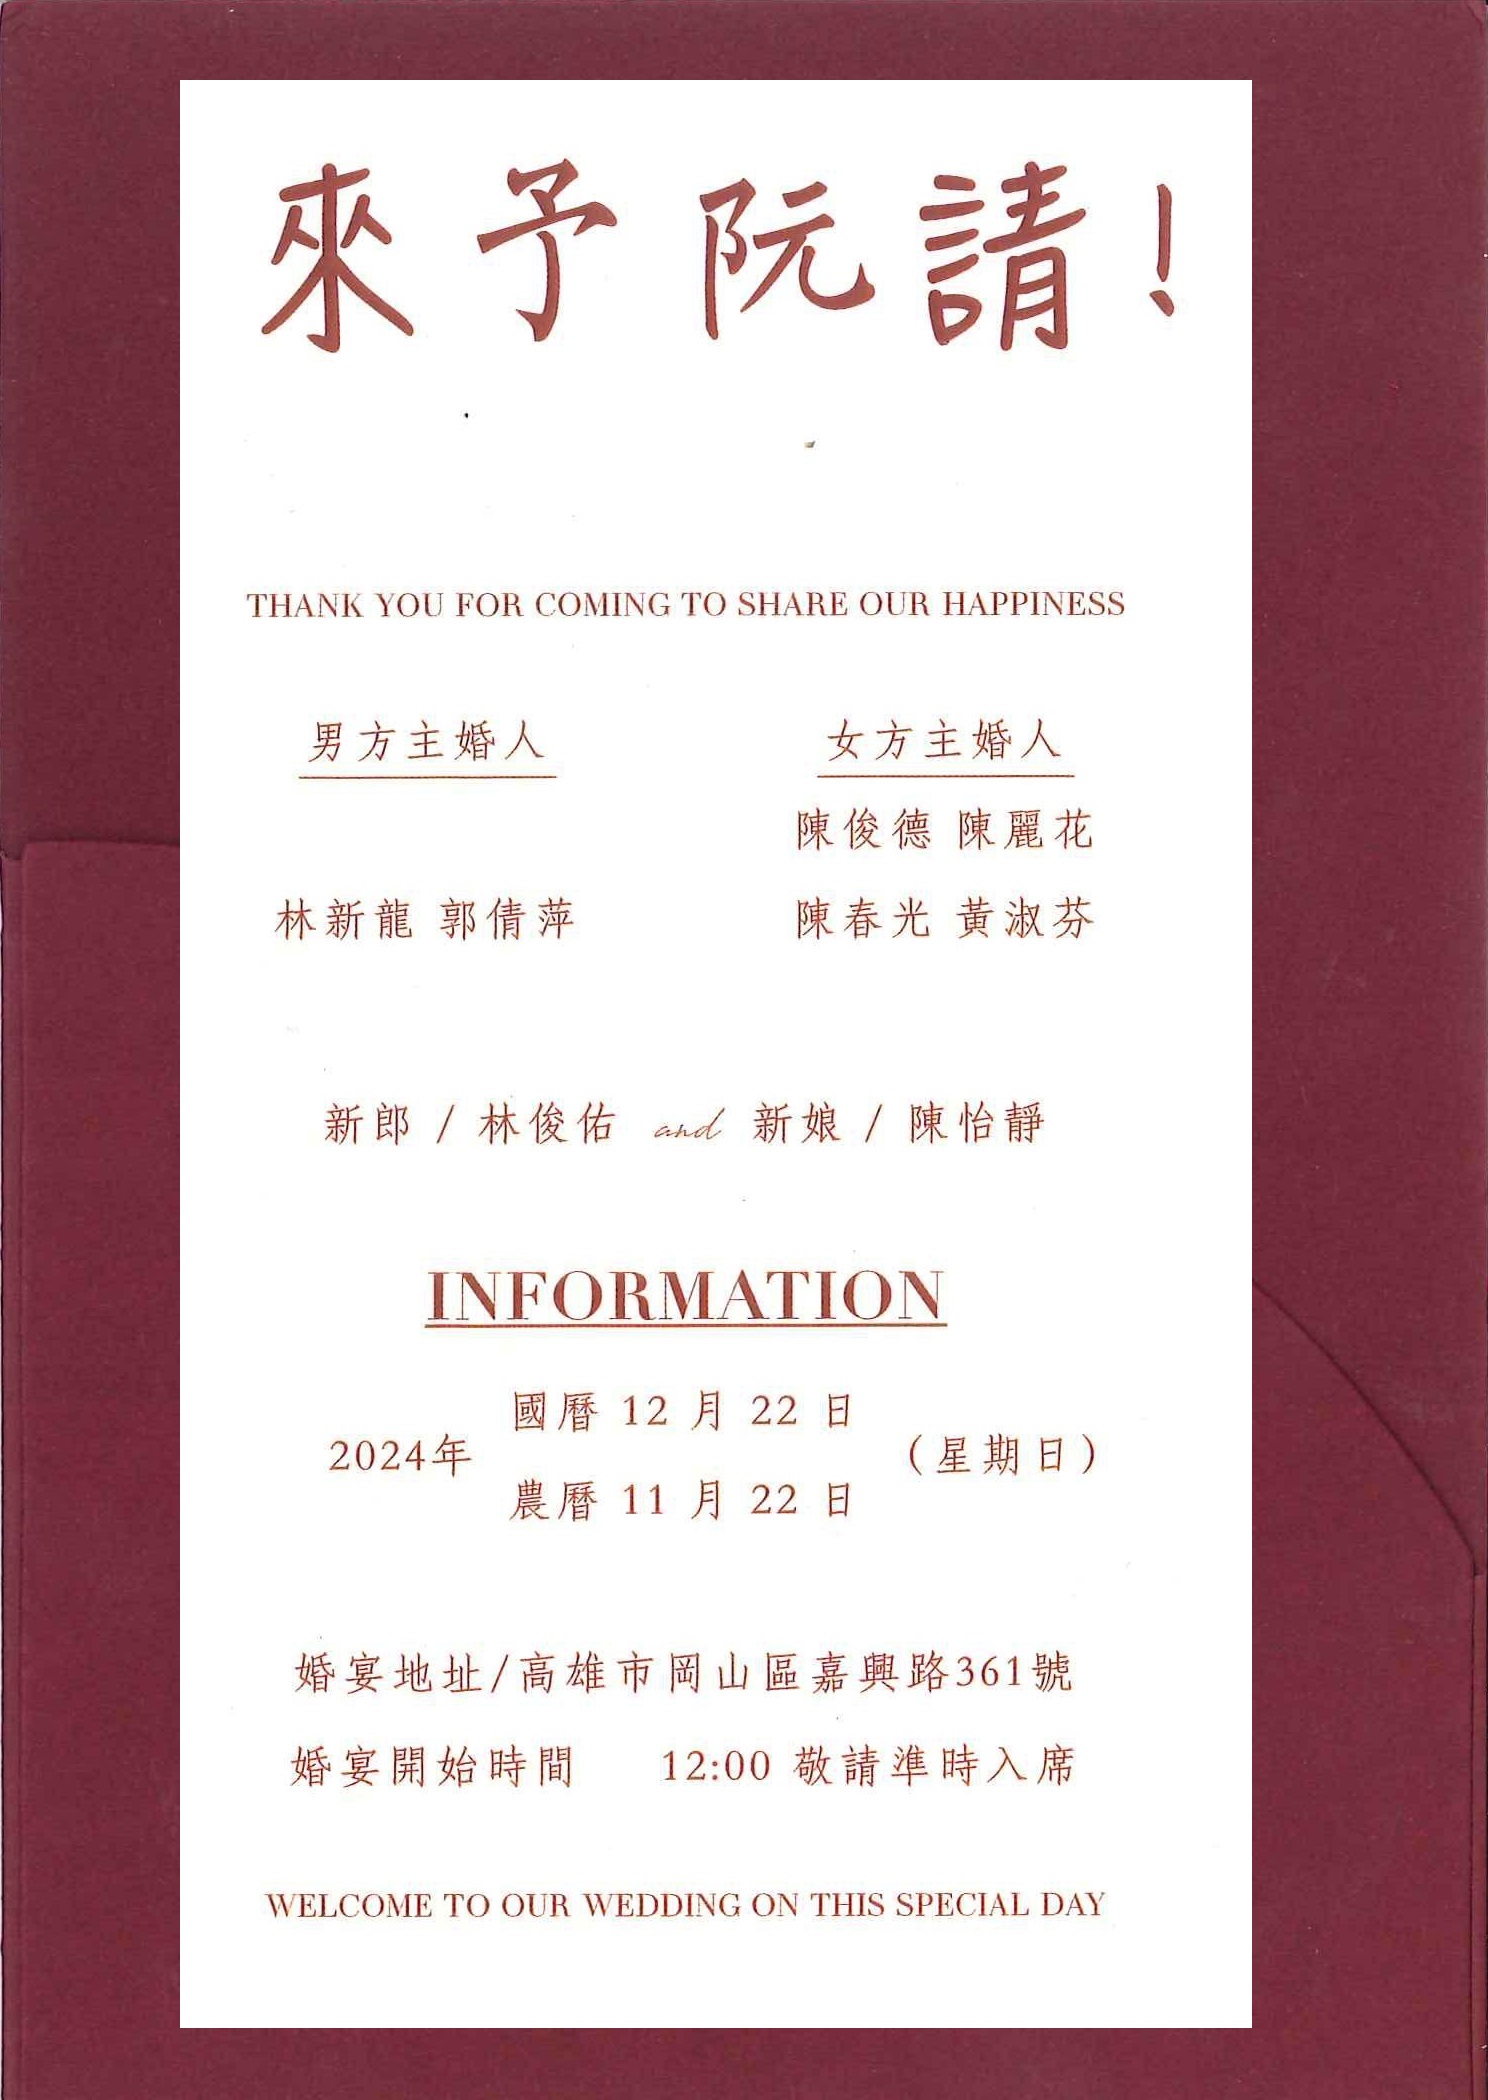 來予阮請!
THANK YOU FOR COMING TO SHARE OUR HAPPINESS
男方主婚人 女方主婚人
陳俊德 陳麗花
林新龍 郭倩萍 陳春光 黃淑芬
新郎 / 林俊佑 and 新娘 / 陳怡靜
INFORMATION
國曆 12 月 22 日
2024年 (星期日)
農曆 11 月 22 日
婚宴地址/高雄市岡山區嘉興路361號
婚宴開始時間 12:00 敬請準時入席
WELCOME TO OUR WEDDING ON THIS SPECIAL DAY